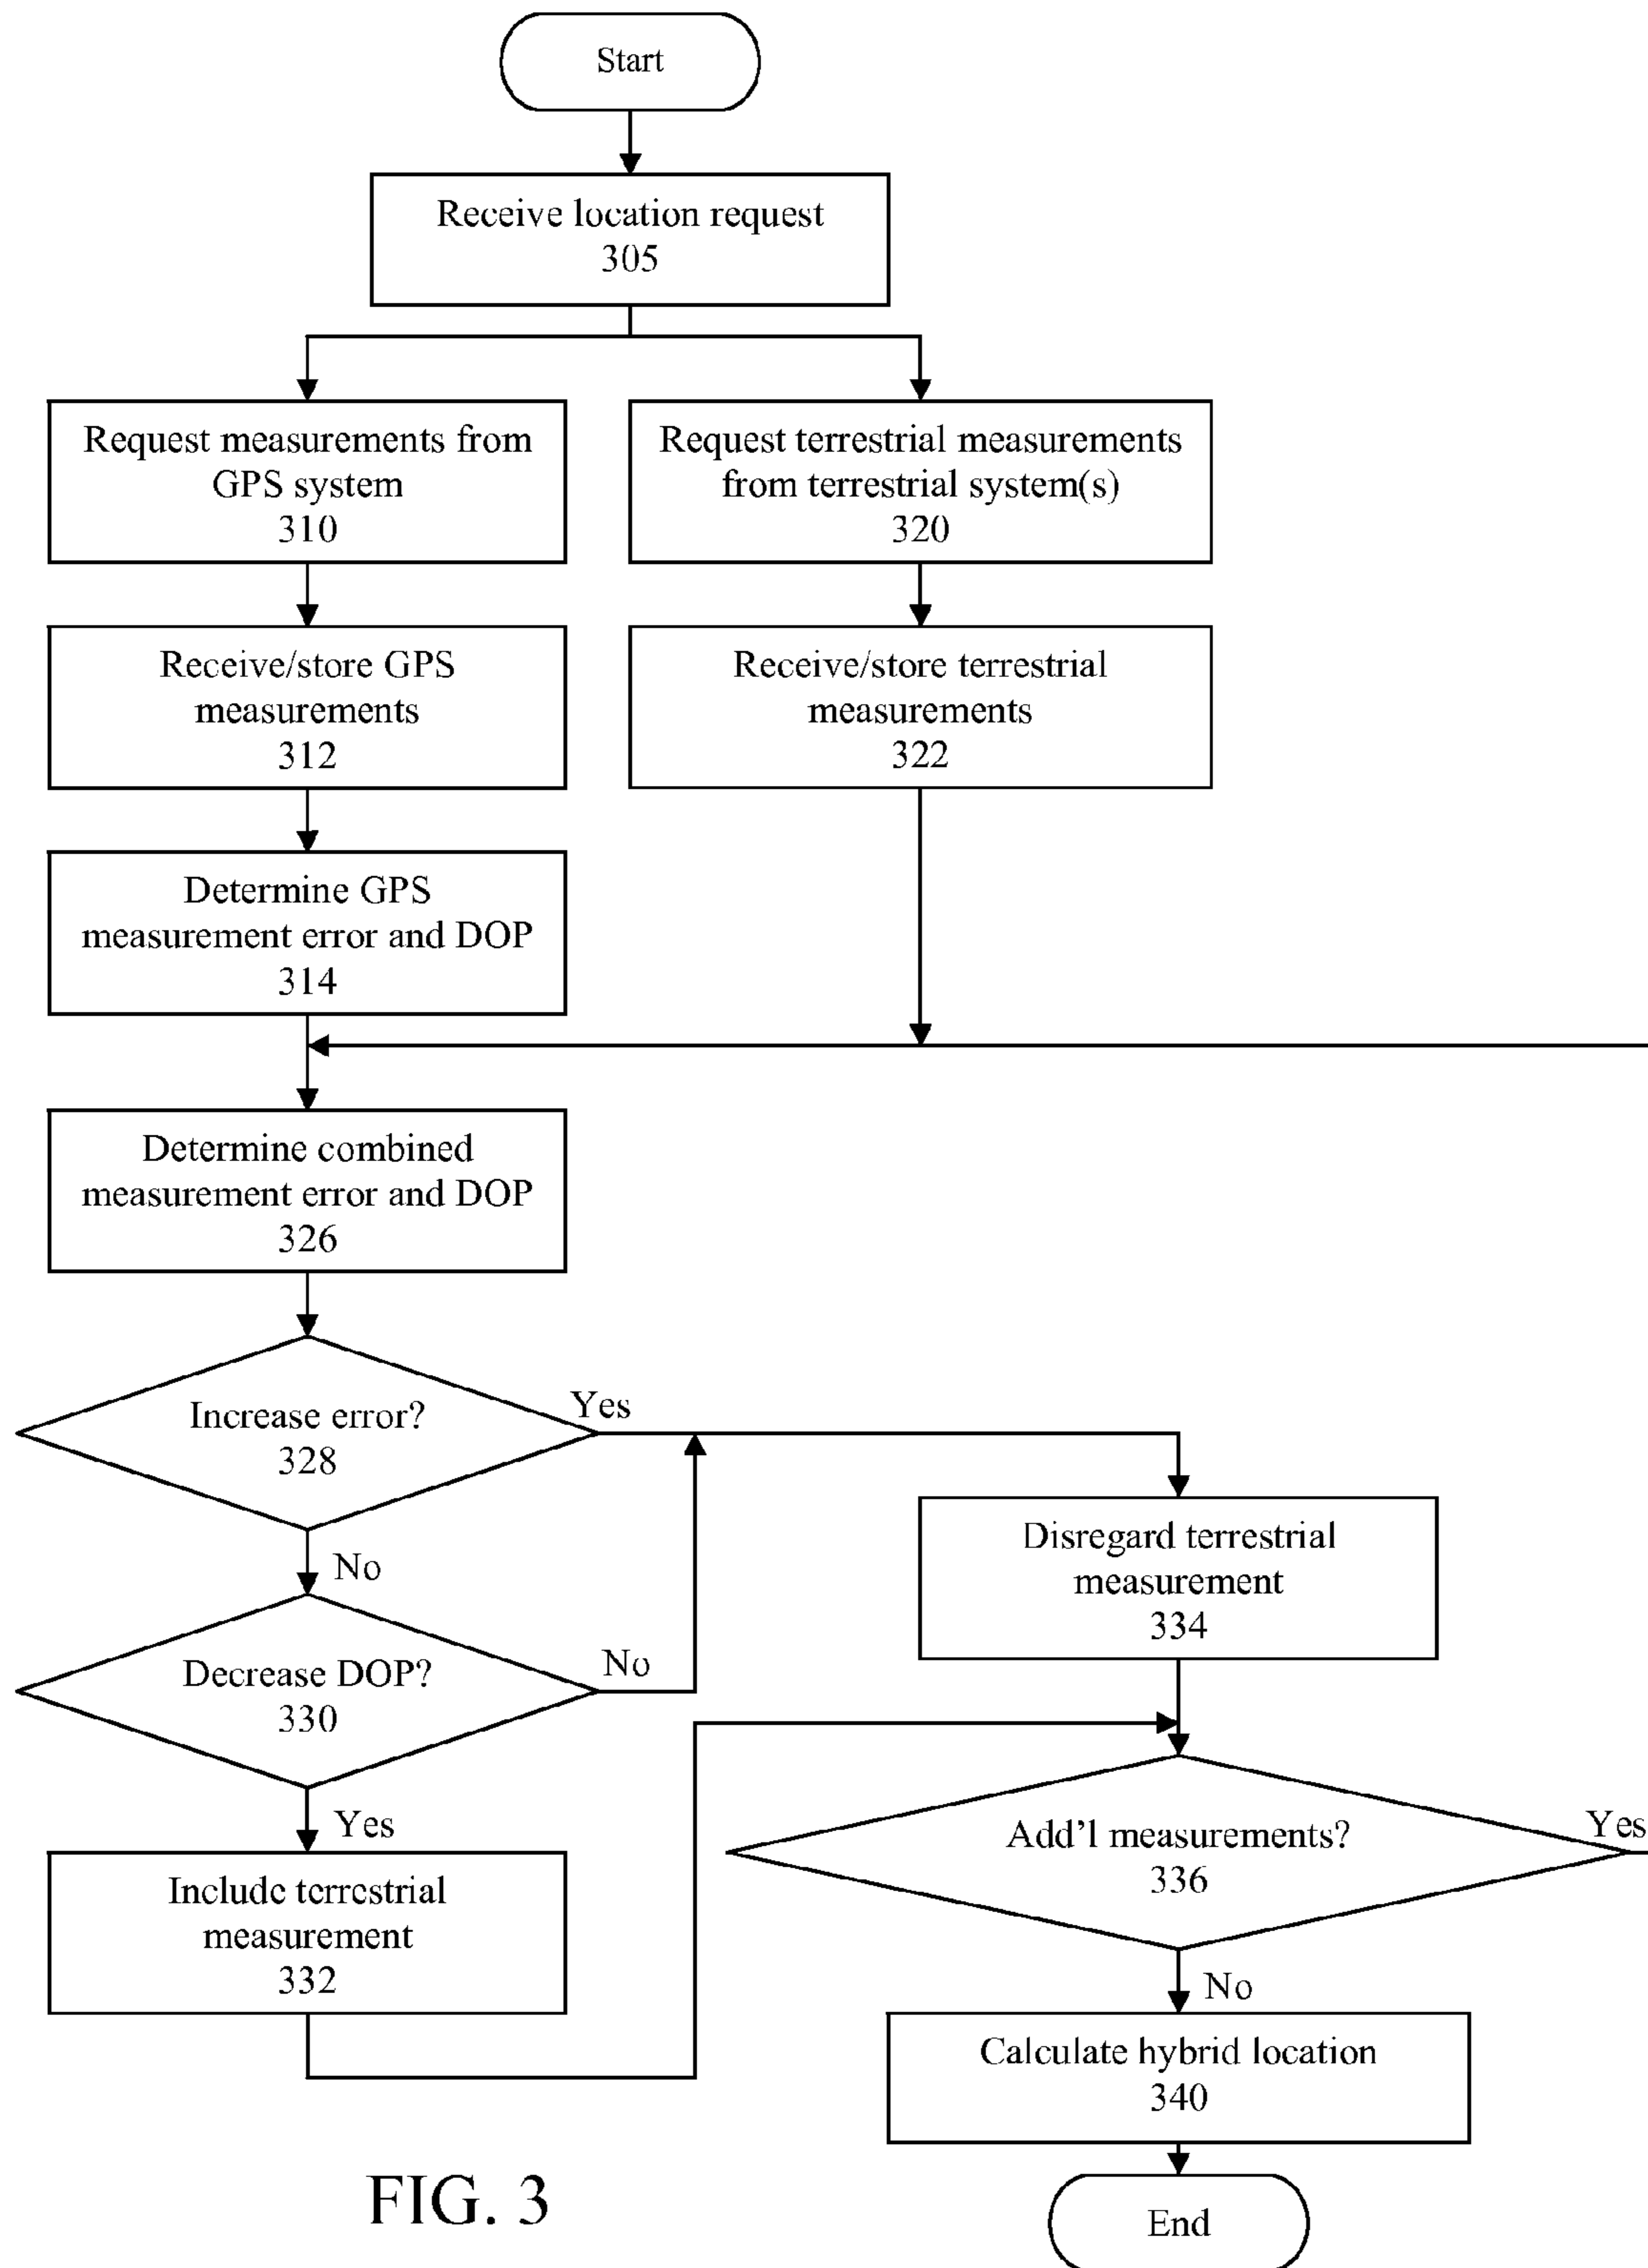 Start
Receive location request
305
Request measurements from
GPS system
310
Request terrestrial measurements
from terrestrial system(s)
320
Receive/store GPS
measurements
312
Receive/store terrestrial
measurements
322
Determine GPS
measurement error and DOP
314
Determine combined
measurement error and DOP
326
Increase error?
328
Yes
No
Decrease DOP?
330
No
Yes
Include terrestrial
measurement
332
Disregard terrestrial
measurement
334
Add'l measurements?
336
Yes
No
Calculate hybrid location
340
End
FIG. 3